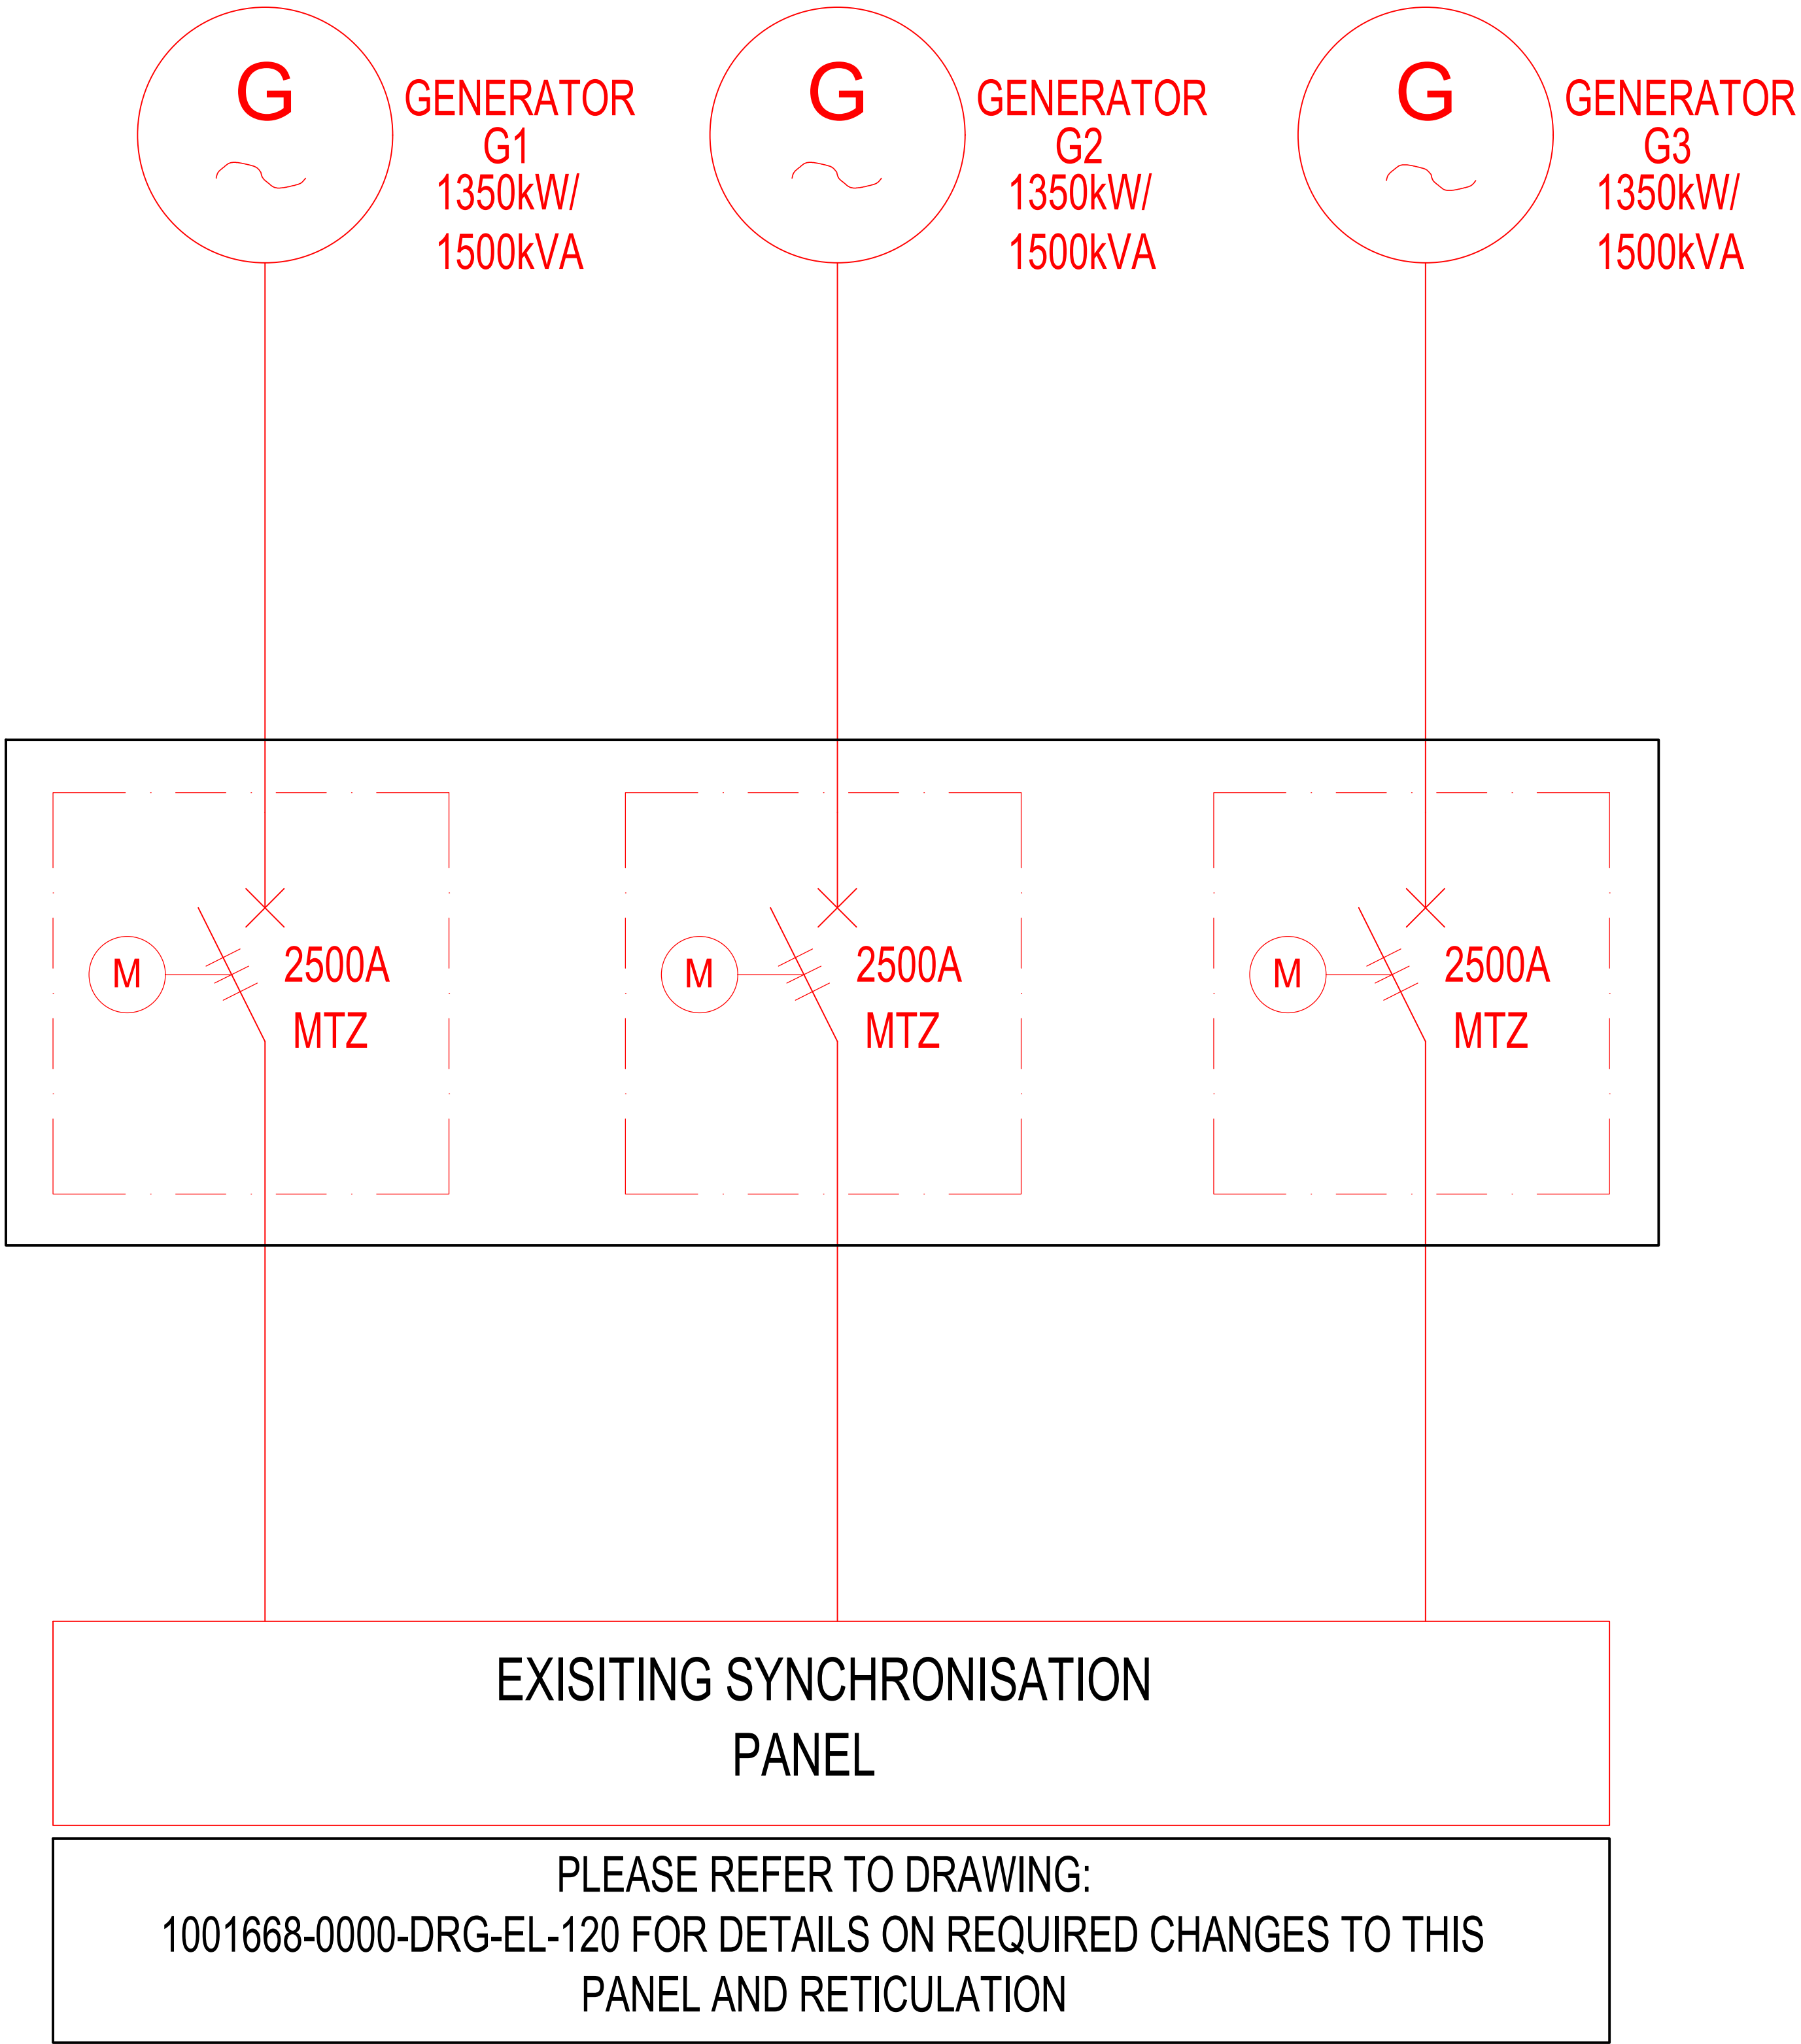 G
GENERATOR
G1
1350kW/
1500kVA
G
GENERATOR
G2
1350kW/
1500kVA
G
GENERATOR
G3
1350kW/
1500kVA
M
2500A
MTZ
M
2500A
MTZ
M
2500A
MTZ
EXISITING SYNCHRONISATION
PANEL
PLEASE REFER TO DRAWING:
1001668-0000-DRG-EL-120 FOR DETAILS ON REQUIRED CHANGES TO THIS
PANEL AND RETICULATION